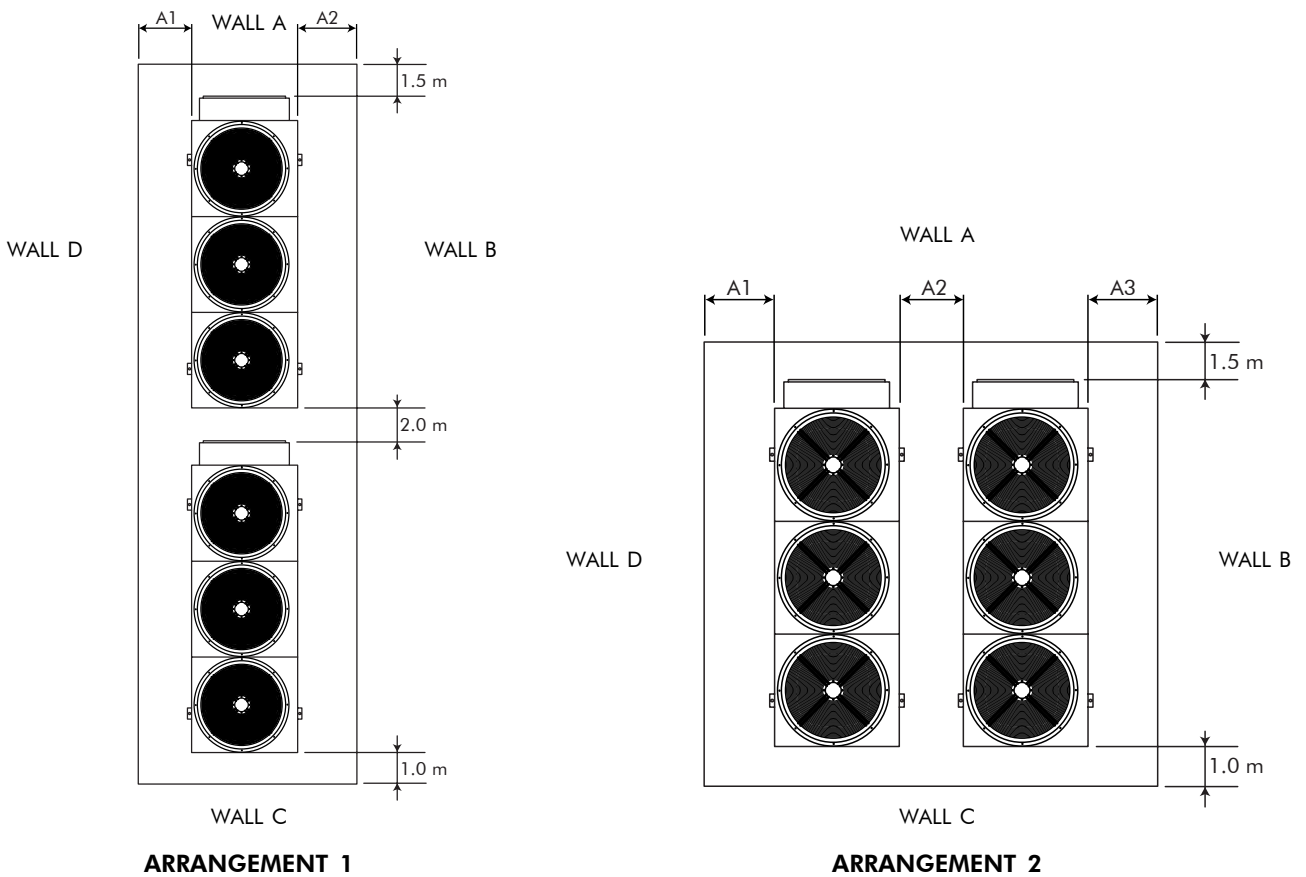 A1
WALL A
A2
1.5 m
WALL D
WALL B
2.0 m
1.0 m
WALL C
ARRANGEMENT 1
WALL A
A1
A2
A3
1.5 m
WALL D
WALL B
1.0 m
WALL C
ARRANGEMENT 2